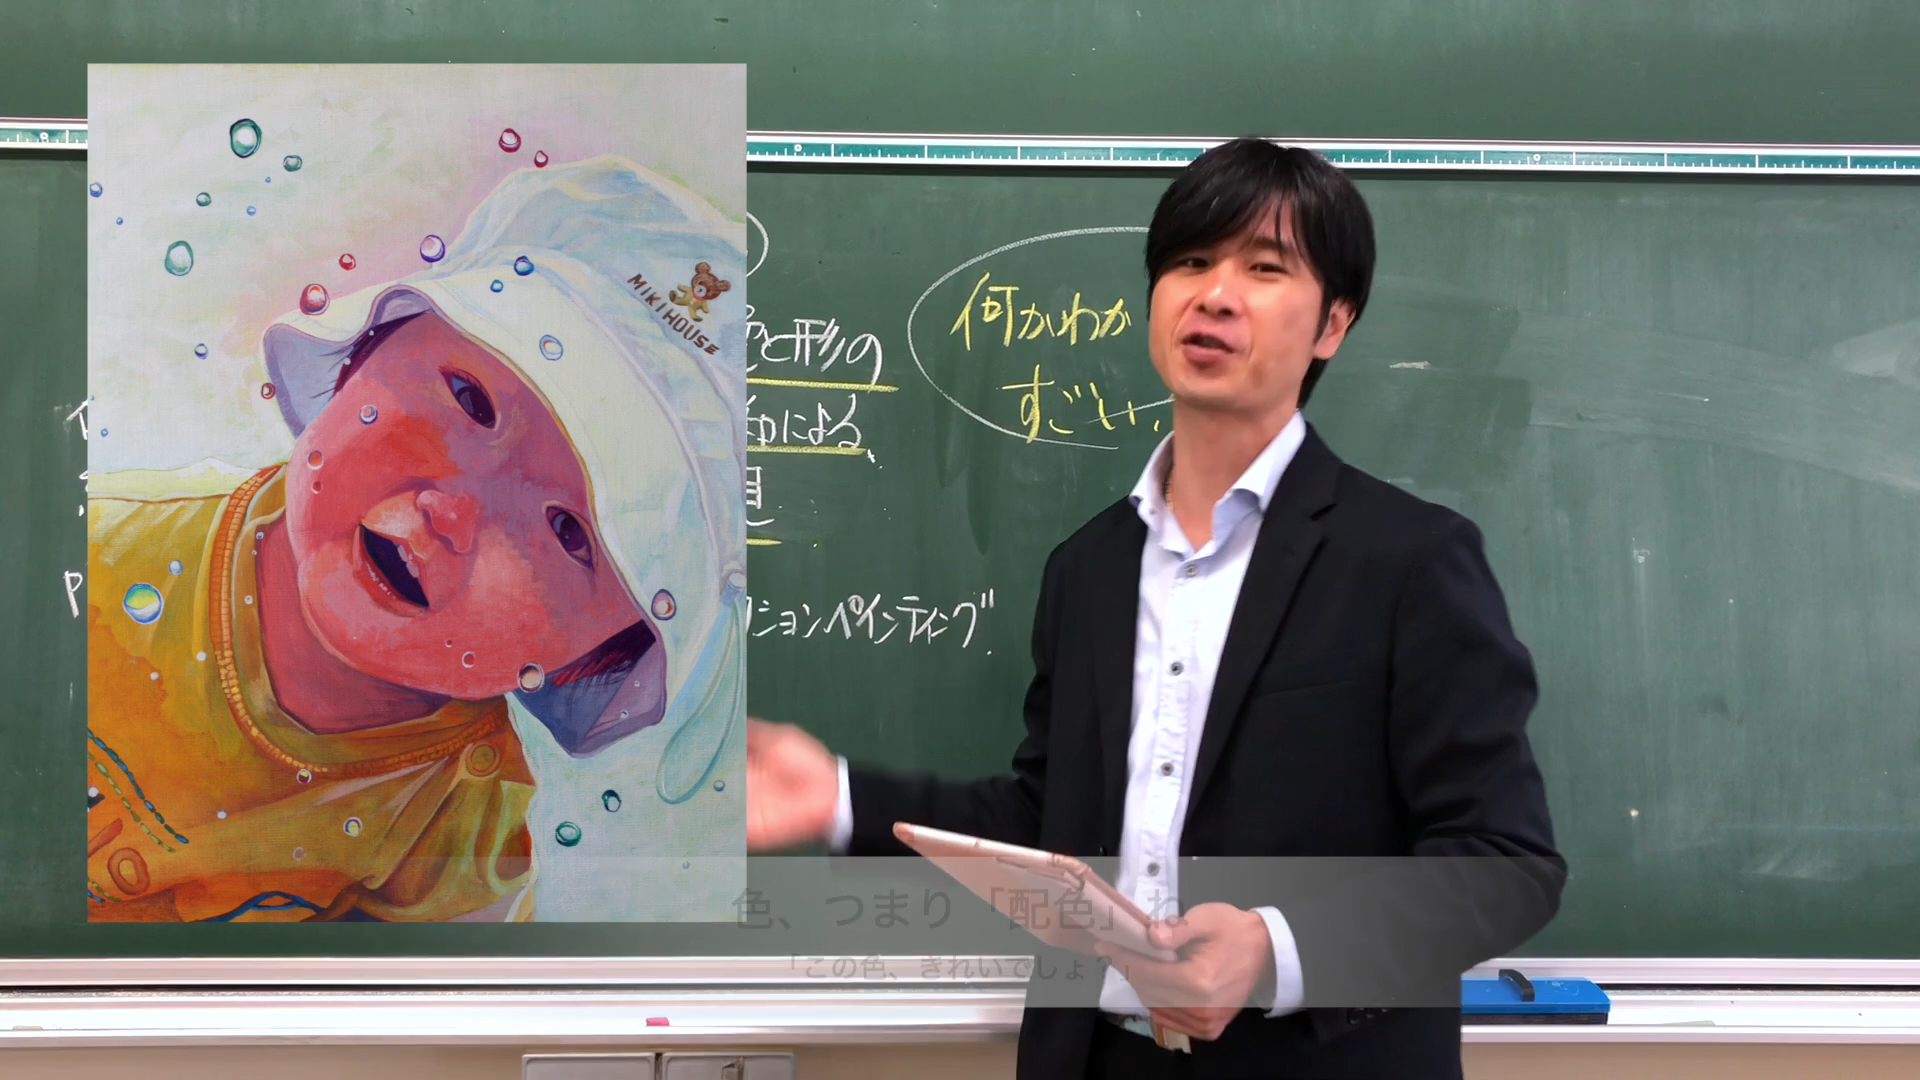 MIKIHOUSE
色と形の
による
ションペインティング
何かわか
すごい。
色、つまり「配色」ね
「この色、きれいでしょ？」